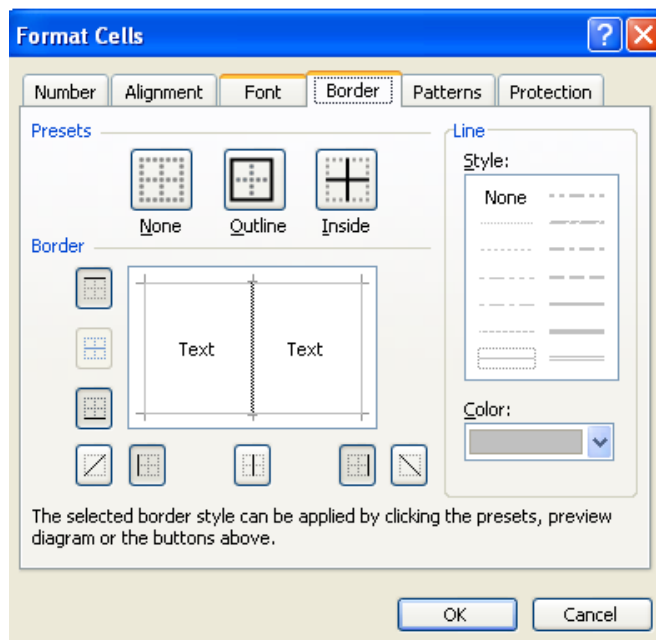 Format Cells
Number Alignment Font Border Patterns Protection
Presets
None Outline Inside
Border
Text Text
Line
Style:
None
Color:
The selected border style can be applied by clicking the presets, preview
diagram or the buttons above.
OK Cancel